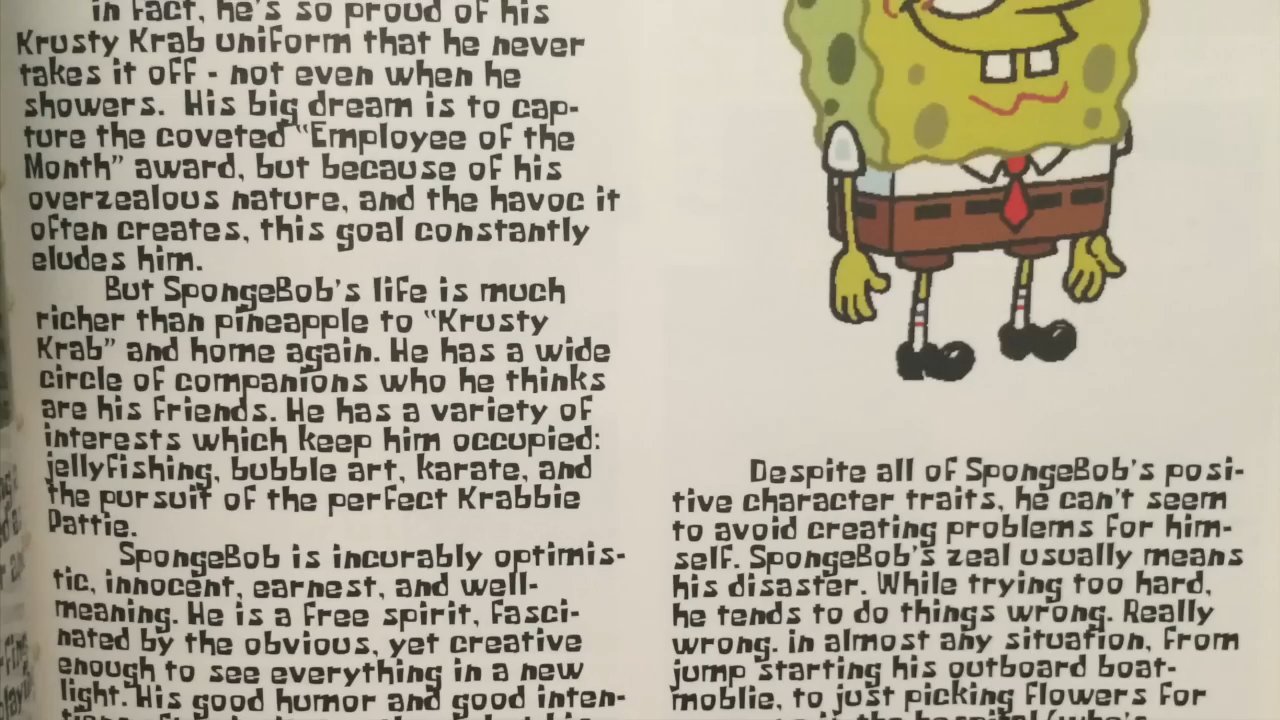 in fact, he's so proud of his
Krusty Krab uniform that he never
takes it off - not even when he
showers. His big dream is to cap-
ture the coveted "Employee of the
Month" award, but because of his
overzealous nature, and the havoc it
often creates, this goal constantly
eludes him.
But SpongeBob's life is much
richer than pineapple to "Krusty
Krab" and home again. He has a wide
circle of companions who he thinks
are his friends. He has a variety of
interests which keep him occupied:
jellyfishing, bubble art, karate, and
the pursuit of the perfect Krabbie
Pattie.
SpongeBob is incurably optimis-
tic, innocent, earnest, and well-
meaning. He is a free spirit, fasci-
nated by the obvious, yet creative
enough to see everything in a new
light. His good humor and good inten-
Despite all of SpongeBob's posi-
tive character traits, he can't seem
to avoid creating problems for him-
self. SpongeBob's zeal usually means
his disaster. While trying too hard,
he tends to do things wrong. Really
wrong. in almost any situation, from
jump starting his outboard boat-
moblie, to just picking flowers for
the hospital (who's